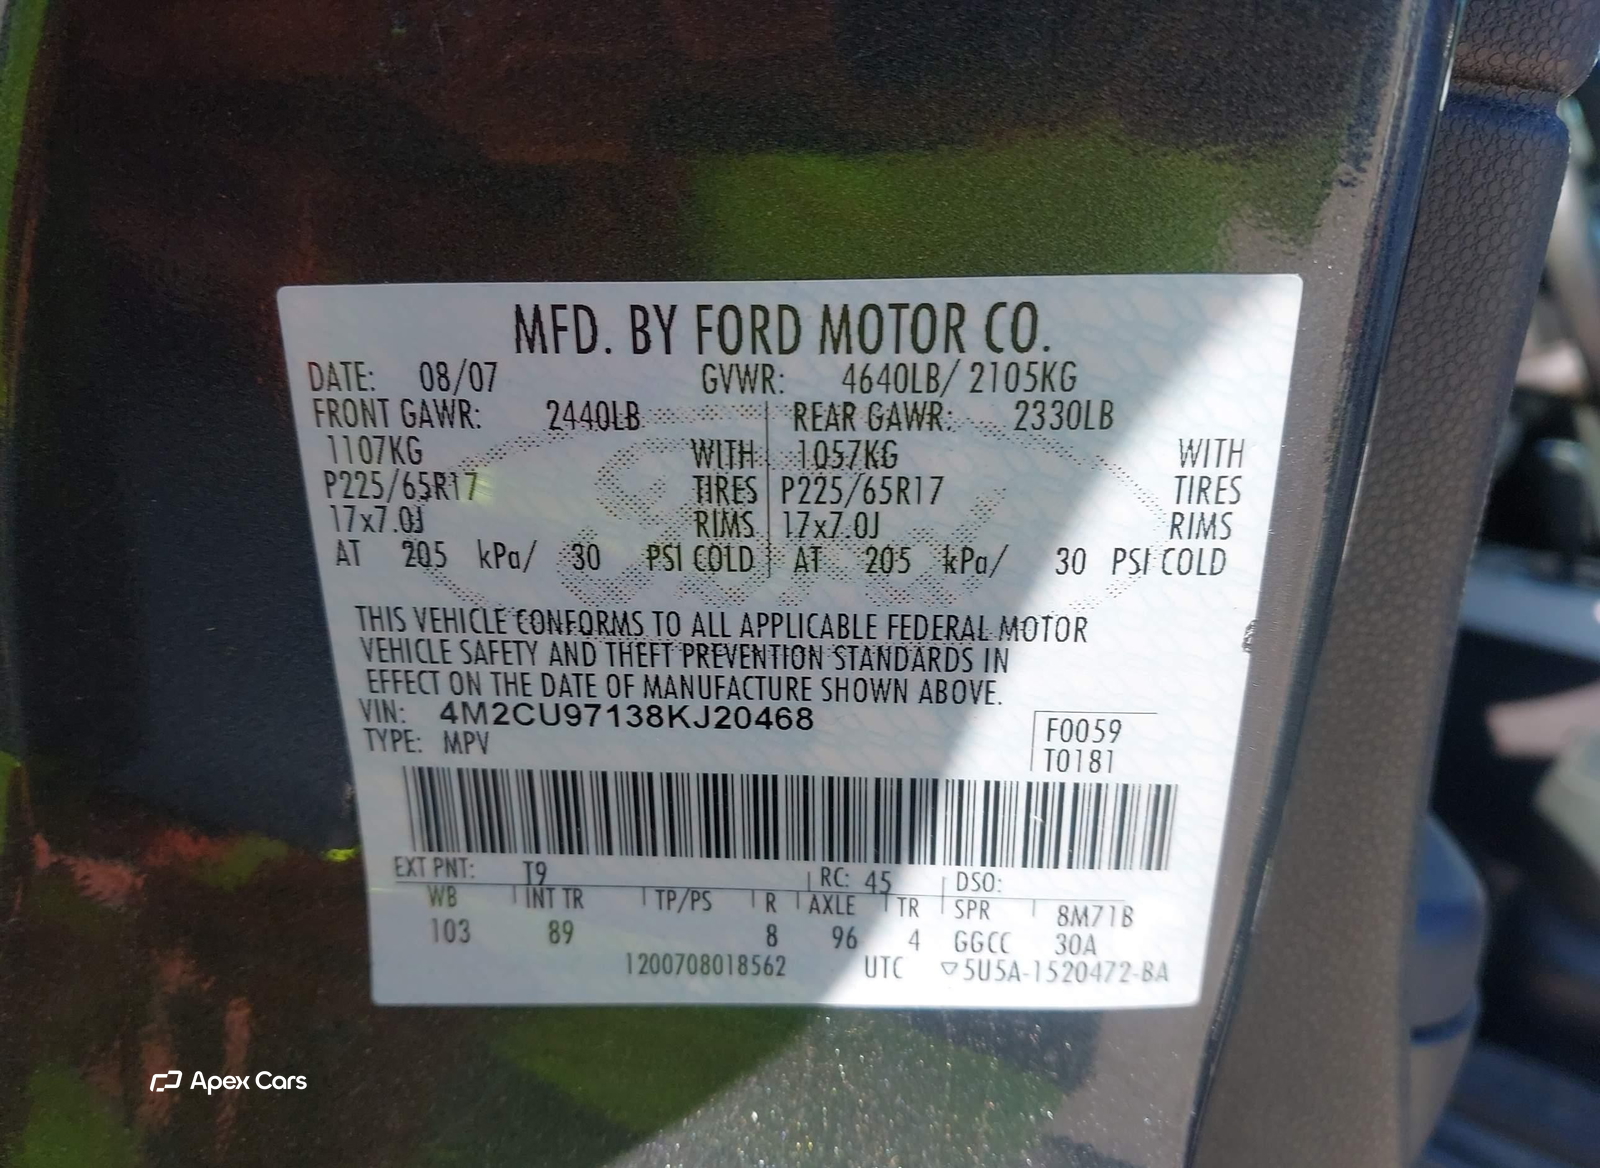 MFD. BY FORD MOTOR CO.
DATE: 08/07 GVWR: 4640LB/ 2105KG
FRONT GAWR: 2440LB REAR GAWR: 2330LB
1107KG WITH 1057KG WITH
P225/65R17 TIRES P225/65R17 TIRES
17x7.0J RIMS 17x7.0J RIMS
AT 205 kPa/ 30 PSI COLD AT 205 kPa/ 30 PSI COLD
THIS VEHICLE CONFORMS TO ALL APPLICABLE FEDERAL MOTOR
VEHICLE SAFETY AND THEFT PREVENTION STANDARDS IN
EFFECT ON THE DATE OF MANUFACTURE SHOWN ABOVE.
VIN: 4M2CU97138KJ20468
TYPE: MPV
F0059
T0181
EXT PNT: T9 RC: 45 DSO:
WB INT TR TP/PS R AXLE TR SPR 8M71B
103 89 8 96 4 GGCC 30A
1200708018562 UTC ▽5U5A-1520472-BA
Apex Cars